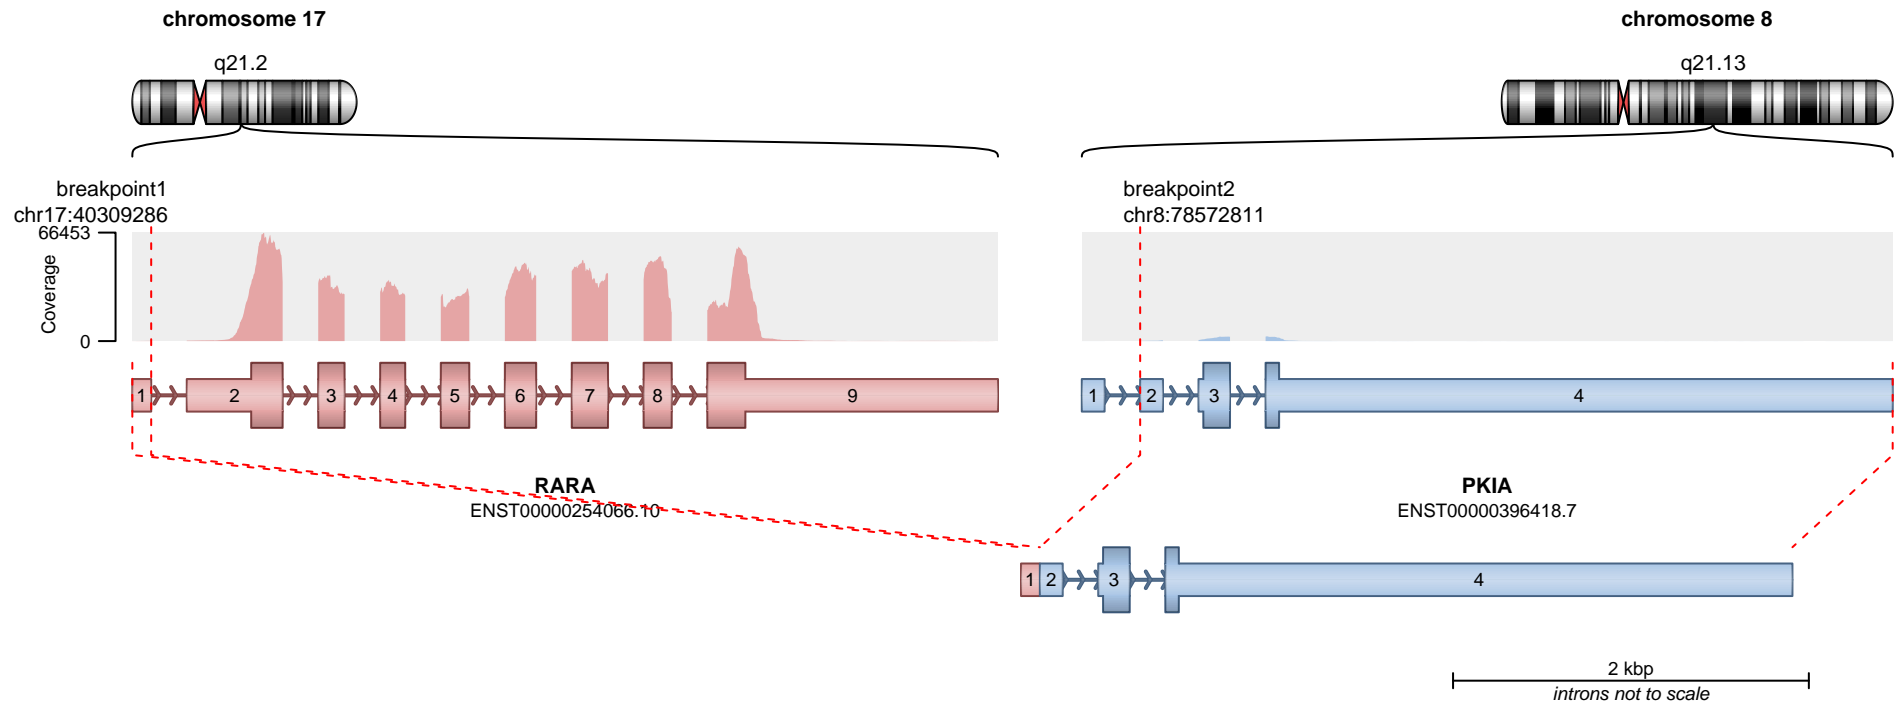 chromosome 17
chromosome 8
q21.2
q21.13
breakpoint1
chr17:40309286
breakpoint2
chr8:78572811
66453
Coverage
0
1 2 3 4 5 6 7 8 9
1 2 3 4
RARA
ENST00000254066.10
PKIA
ENST00000396418.7
1 2 3 4
2 kbp
introns not to scale